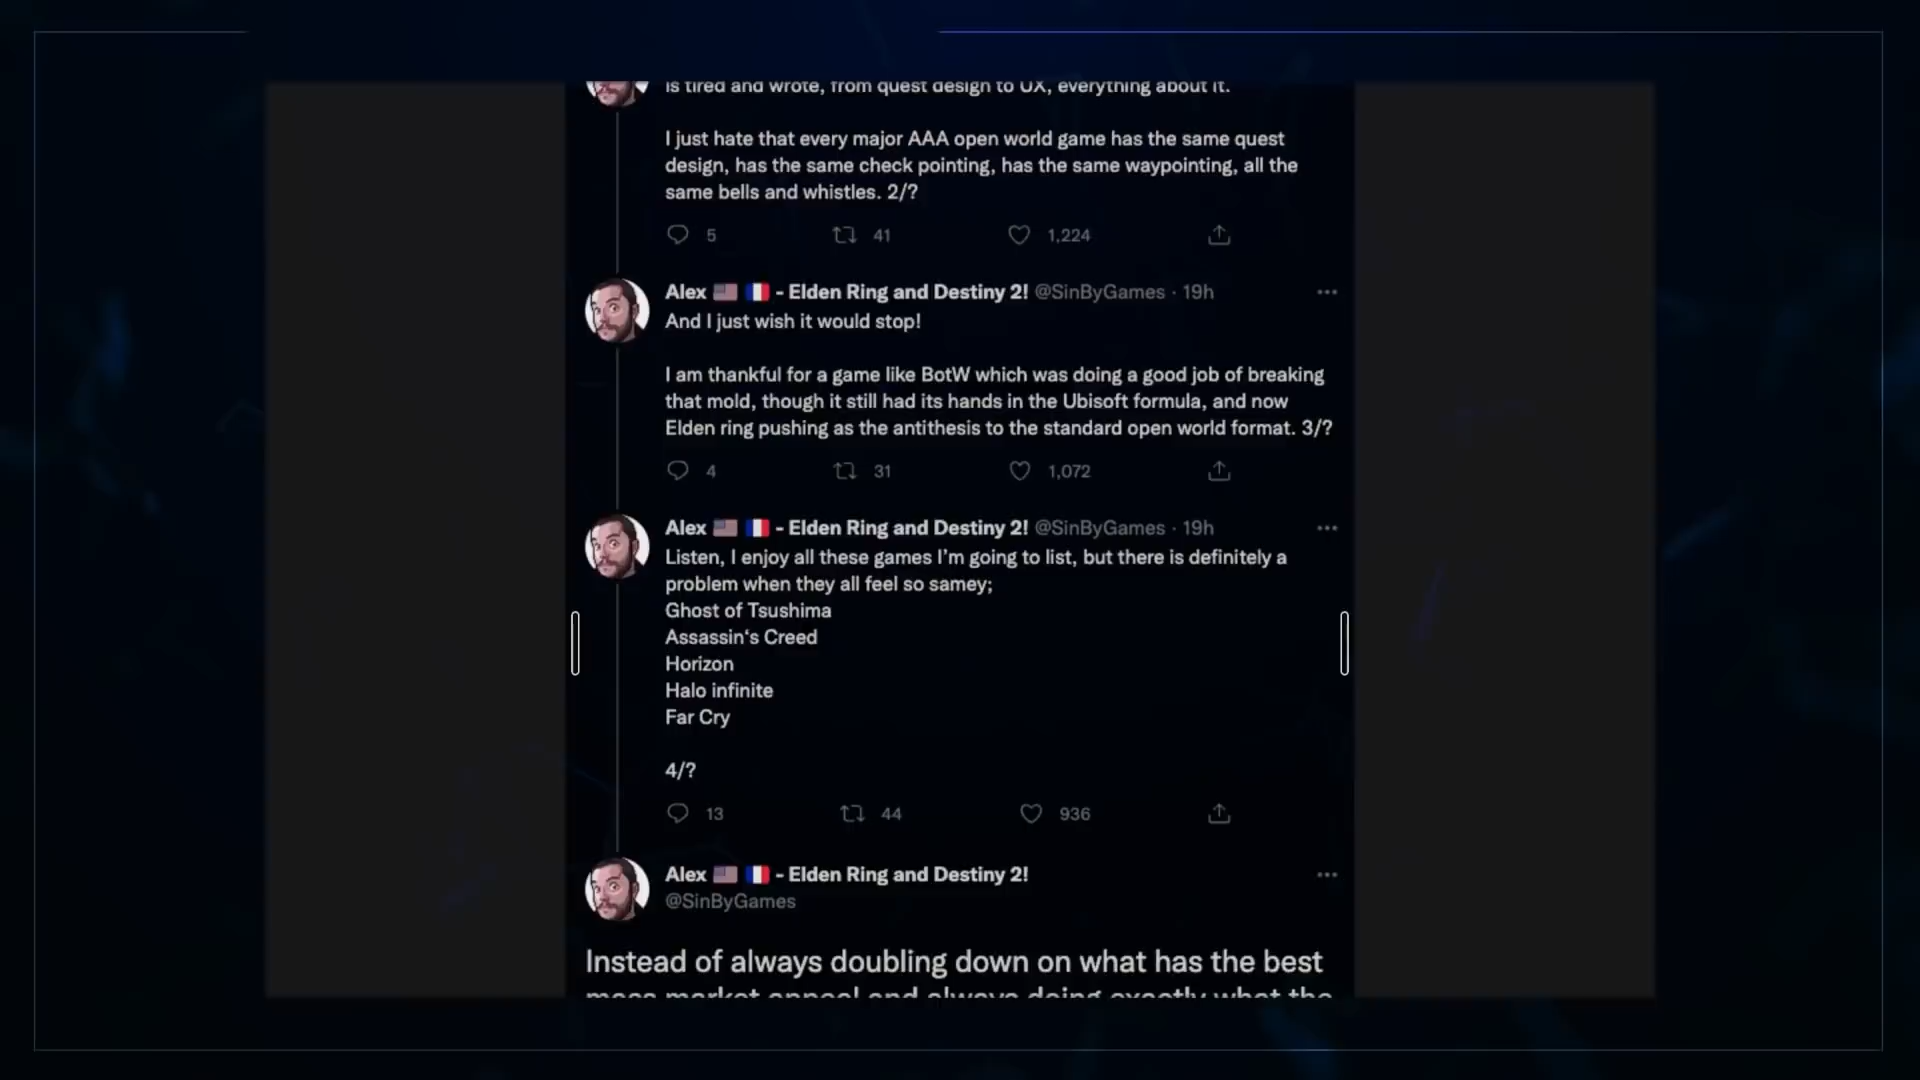 is tired and wrote, from quest design to UX, everything about it.
I just hate that every major AAA open world game has the same quest
design, has the same check pointing, has the same waypointing, all the
same bells and whistles. 2/?
5 41 1,224
Alex 🇺🇸 🇫🇷 - Elden Ring and Destiny 2! @SinByGames · 19h
And I just wish it would stop!
I am thankful for a game like BotW which was doing a good job of breaking
that mold, though it still had its hands in the Ubisoft formula, and now
Elden ring pushing as the antithesis to the standard open world format. 3/?
4 31 1,072
Alex 🇺🇸 🇫🇷 - Elden Ring and Destiny 2! @SinByGames · 19h
Listen, I enjoy all these games I'm going to list, but there is definitely a
problem when they all feel so samey;
Ghost of Tsushima
Assassin‘s Creed
Horizon
Halo infinite
Far Cry
4/?
13 44 936
Alex 🇺🇸 🇫🇷 - Elden Ring and Destiny 2!
@SinByGames
Instead of always doubling down on what has the best
mass market appeal and always doing exactly what the